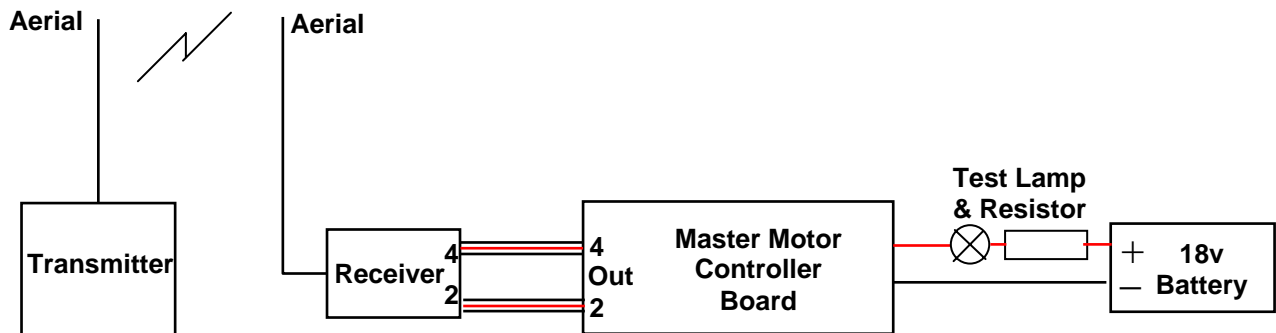 Aerial
Aerial
Transmitter
Receiver
4
2
4
Out
2
Master Motor
Controller
Board
Test Lamp
& Resistor
+
−
18v
Battery